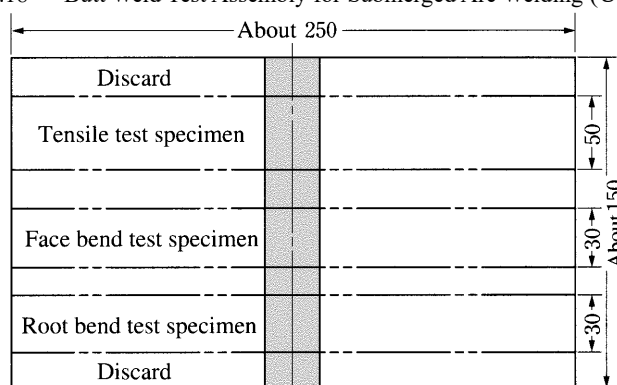 .18 Butt Weld Test Assembly for Submerged Arc Welding (
About 250
Discard
Tensile test specimen
50
Face bend test specimen
30
About 150
Root bend test specimen
30
Discard